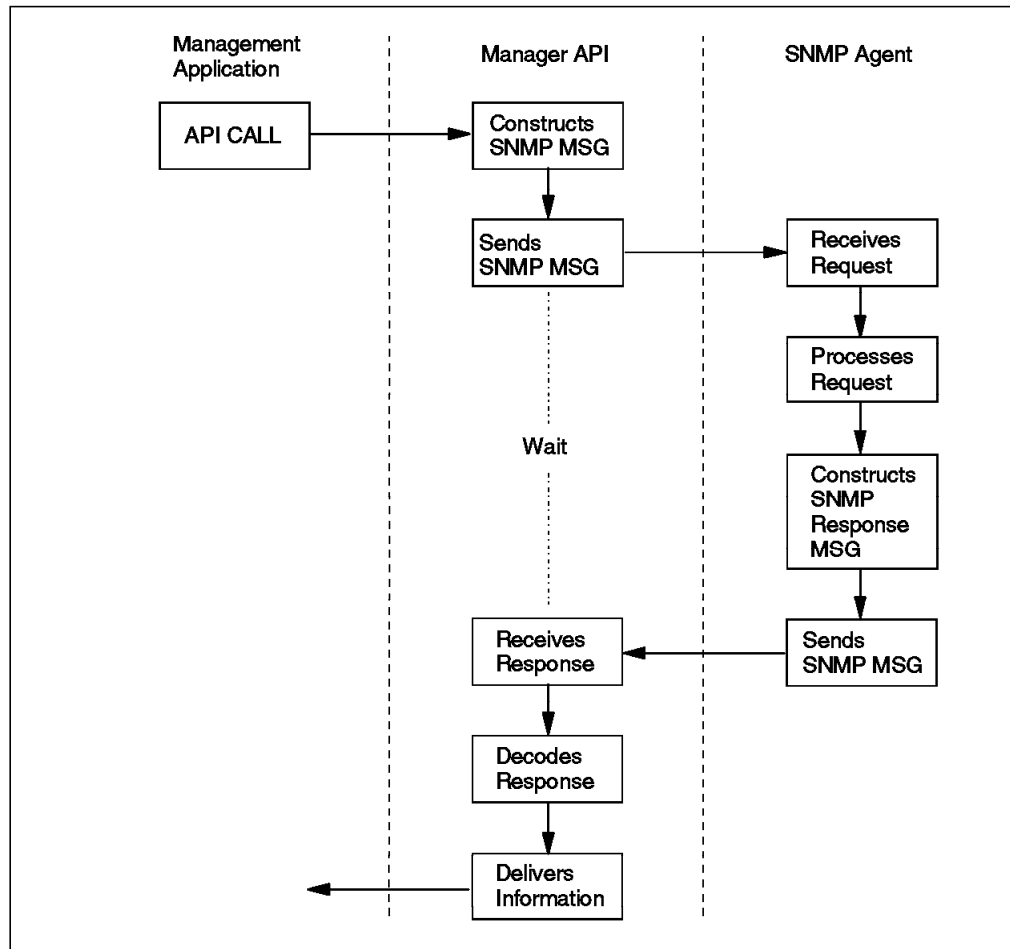 Management
Application
Manager API
SNMP Agent
API CALL
Constructs
SNMP MSG
Sends
SNMP MSG
Receives
Request
Processes
Request
Wait
Constructs
SNMP
Response
MSG
Receives
Response
Sends
SNMP MSG
Decodes
Response
Delivers
Information